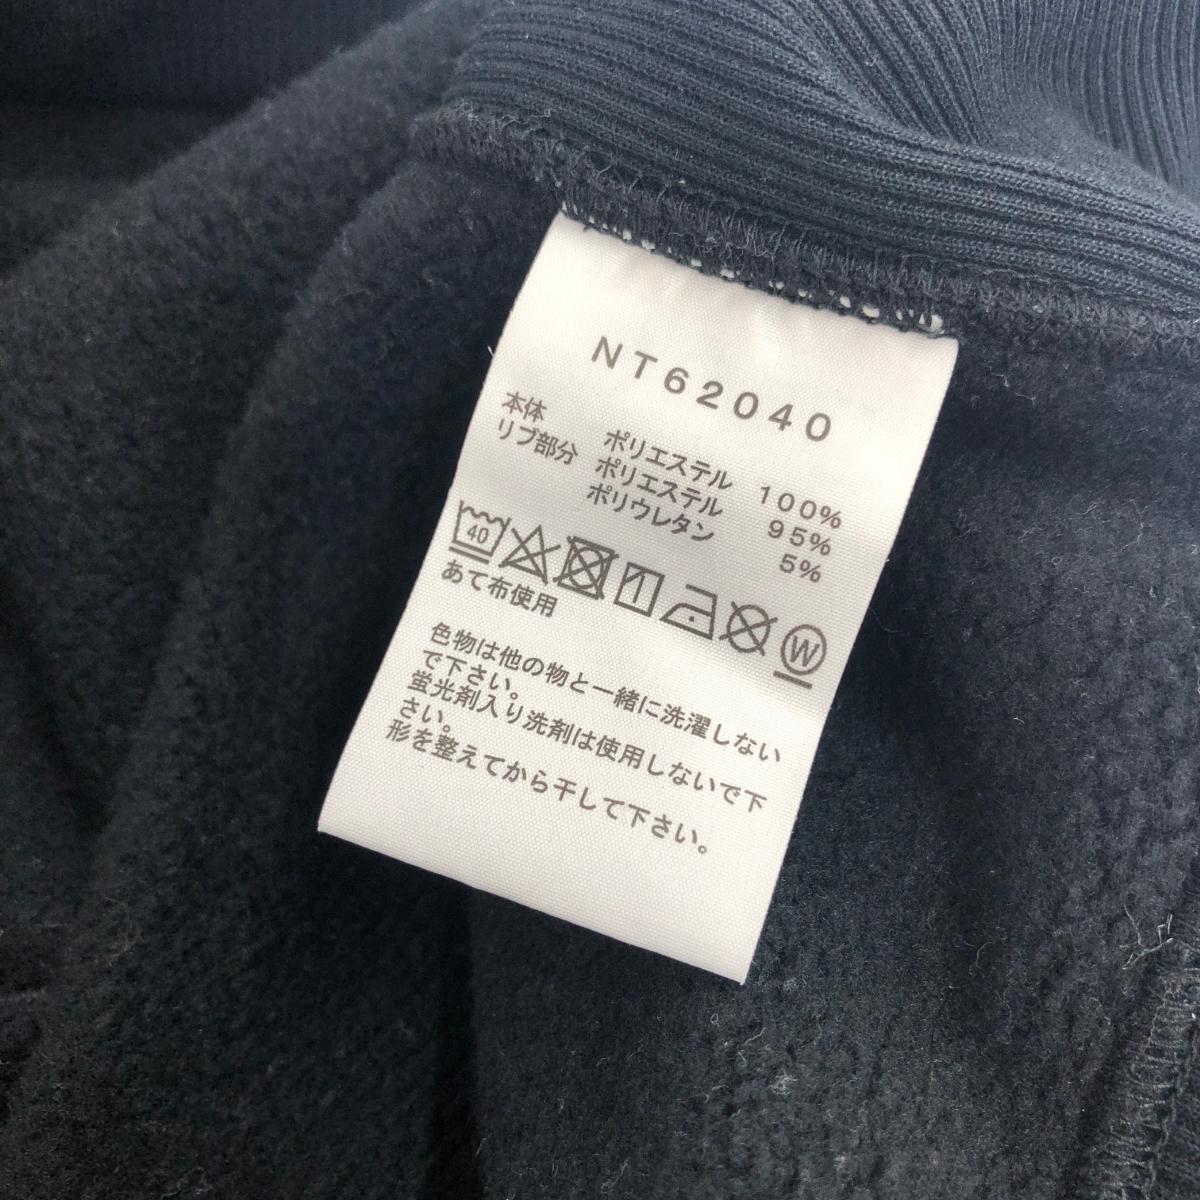 NT62040
本体 ポリエステル 100%
リブ部分 ポリエステル 95%
ポリウレタン 5%
40 W
あて布使用
色物は他の物と一緒に洗濯しない
で下さい。
蛍光剤入り洗剤は使用しないで下
さい。
形を整えてから干して下さい。